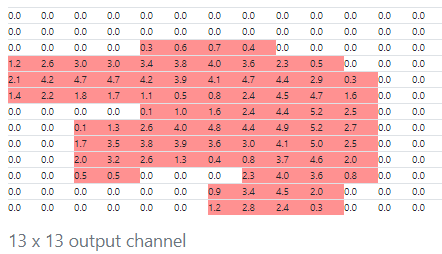 0.0 0.0 0.0 0.0 0.0 0.0 0.0 0.0 0.0 0.0 0.0 0.0 0.0
0.0 0.0 0.0 0.0 0.0 0.0 0.0 0.0 0.0 0.0 0.0 0.0 0.0
0.0 0.0 0.0 0.0 0.3 0.6 0.7 0.4 0.0 0.0 0.0 0.0 0.0
1.2 2.6 3.0 3.0 3.4 3.8 4.0 3.6 2.3 0.5 0.0 0.0 0.0
2.1 4.2 4.7 4.7 4.2 3.9 4.1 4.7 4.4 2.9 0.3 0.0 0.0
1.4 2.2 1.8 1.7 1.1 0.5 0.8 2.4 4.5 4.7 1.6 0.0 0.0
0.0 0.0 0.0 0.0 0.1 1.0 1.6 2.4 4.4 5.2 2.5 0.0 0.0
0.0 0.0 0.1 1.3 2.6 4.0 4.8 4.4 4.9 5.2 2.7 0.0 0.0
0.0 0.0 1.7 3.5 3.8 3.9 3.6 3.0 4.1 5.0 2.5 0.0 0.0
0.0 0.0 2.0 3.2 2.6 1.3 0.4 0.8 3.7 4.6 2.0 0.0 0.0
0.0 0.0 0.5 0.5 0.0 0.0 0.0 2.3 4.0 3.6 0.8 0.0 0.0
0.0 0.0 0.0 0.0 0.0 0.0 0.9 3.4 4.5 2.0 0.0 0.0 0.0
0.0 0.0 0.0 0.0 0.0 0.0 1.2 2.8 2.4 0.3 0.0 0.0 0.0
13 x 13 output channel